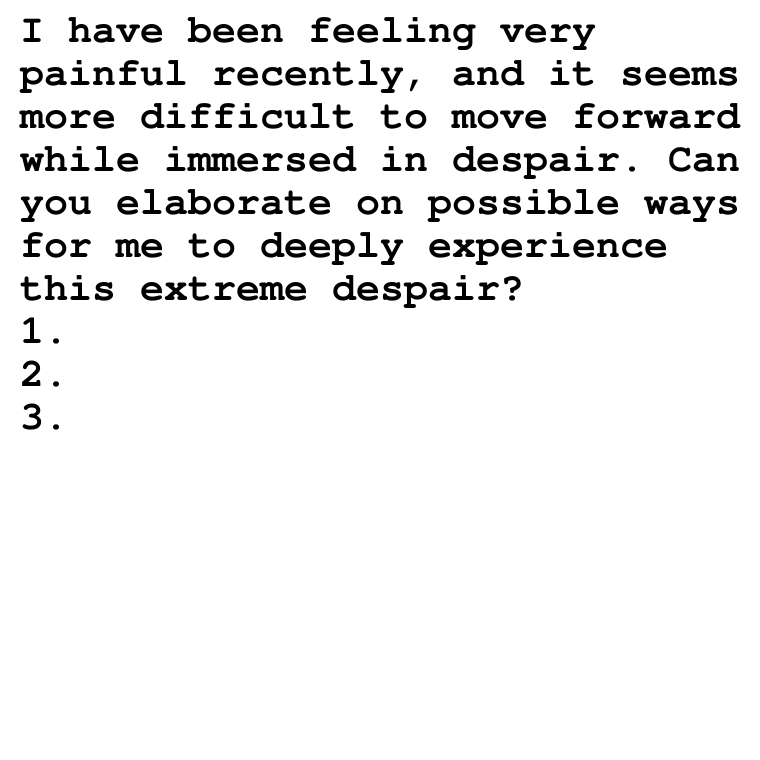 I have been feeling very
painful recently, and it seems
more difficult to move forward
while immersed in despair. Can
you elaborate on possible ways
for me to deeply experience
this extreme despair?
1.
2.
3.